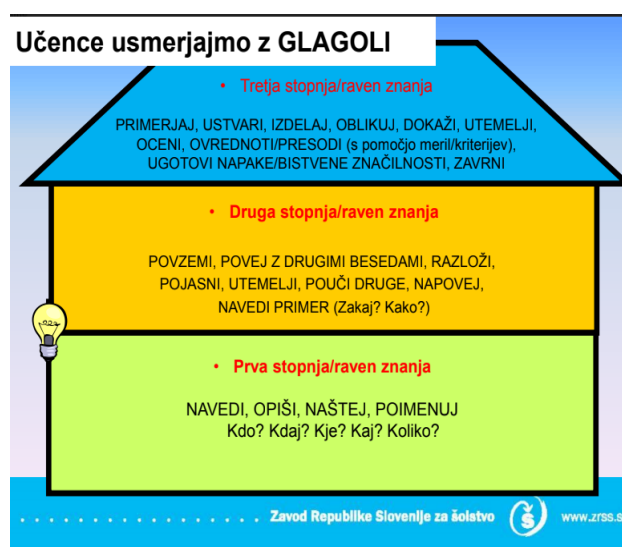 Učence usmerjajmo z GLAGOLI
• Tretja stopnja/raven znanja
PRIMERJAJ, USTVARI, IZDELAJ, OBLIKUJ, DOKAŽI, UTEMELJI,
OCENI, OVREDNOTI/PRESODI (s pomočjo meril/kriterijev),
UGOTOVI NAPAKE/BISTVENE ZNAČILNOSTI, ZAVRNI
• Druga stopnja/raven znanja
POVZEMI, POVEJ Z DRUGIMI BESEDAMI, RAZLOŽI,
POJASNI, UTEMELJI, POUČI DRUGE, NAPOVEJ,
NAVEDI PRIMER (Zakaj? Kako?)
• Prva stopnja/raven znanja
NAVEDI, OPIŠI, NAŠTEJ, POIMENUJ
Kdo? Kdaj? Kje? Kaj? Koliko?
Zavod Republike Slovenije za šolstvo š www.zrss.s